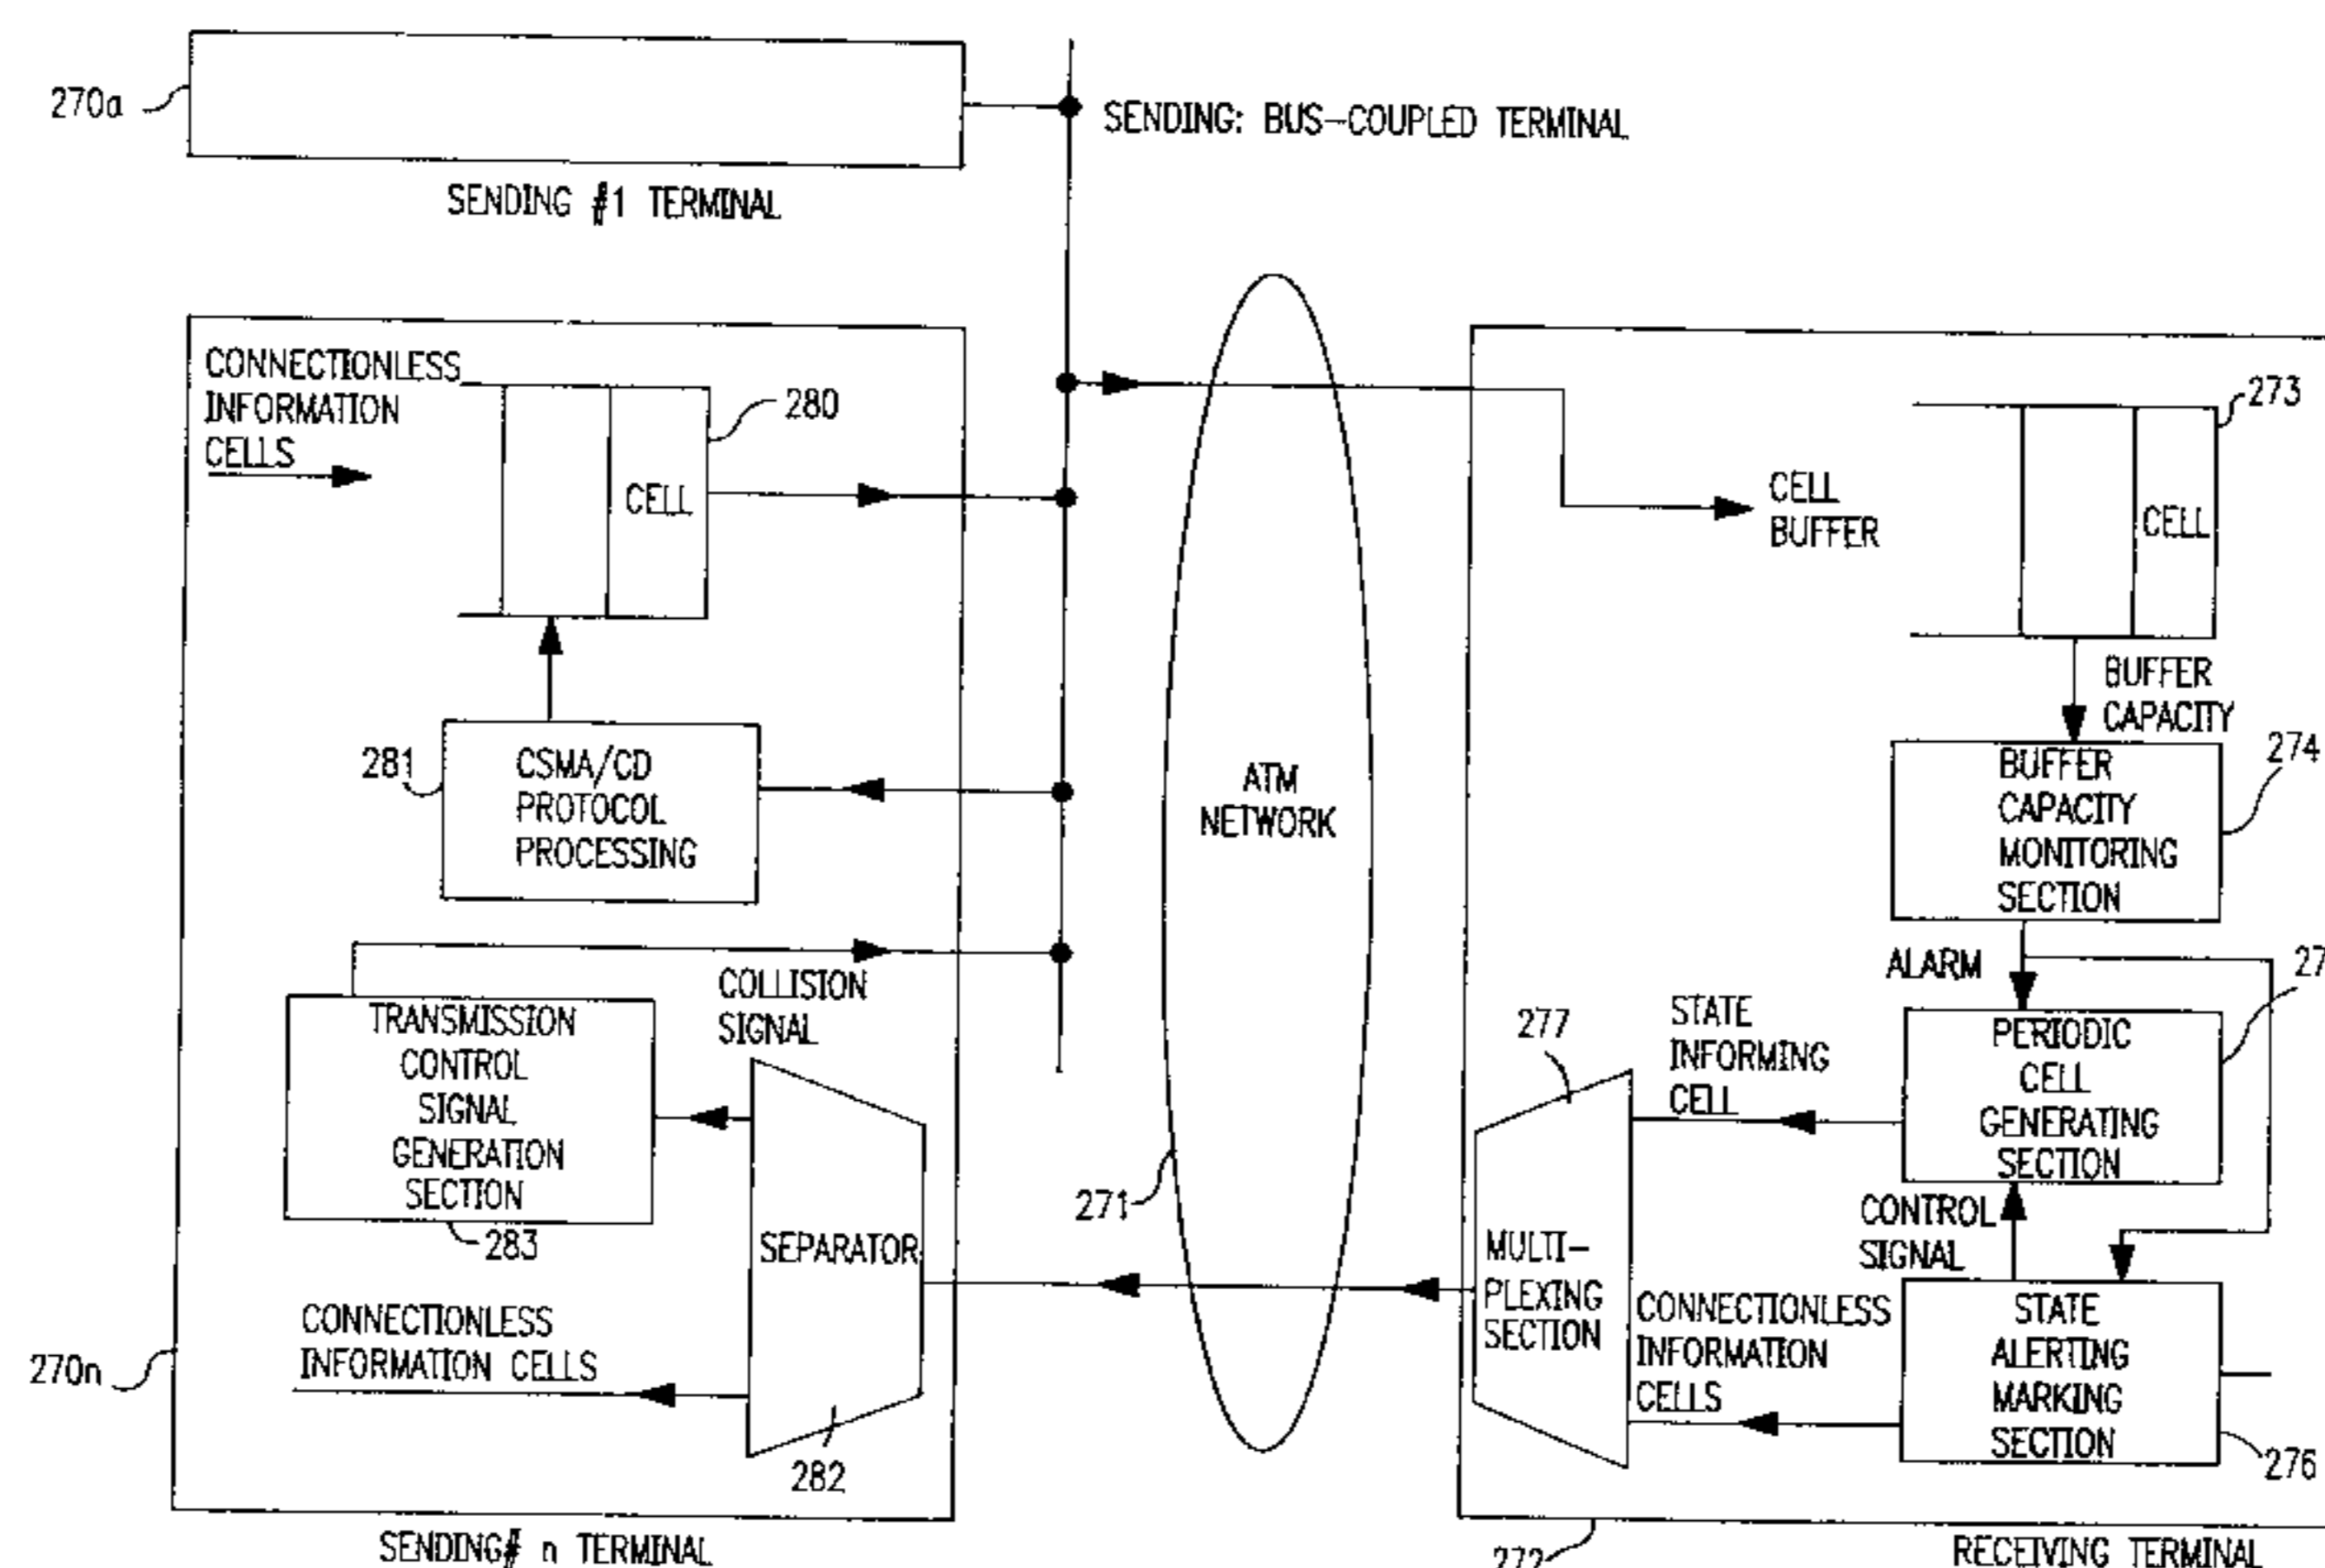 270a
SENDING: BUS-COUPLED TERMINAL
SENDING #1 TERMINAL
CONNECTIONLESS
INFORMATION
CELLS
280
CELL
273
CELL
BUFFER
CELL
BUFFER
CAPACITY
281
CSMA/CD
PROTOCOL
PROCESSING
ATM
NETWORK
BUFFER
CAPACITY
MONITORING
SECTION
274
ALARM
COLLISION
SIGNAL
TRANSMISSION
CONTROL
SIGNAL
GENERATION
SECTION
283
277
STATE
INFORMING
CELL
PERIODIC
CELL
GENERATING
SECTION
271
CONTROL
SIGNAL
SEPARATOR
MULTI-
PLEXING
SECTION
CONNECTIONLESS
INFORMATION CELLS
270n
282
CONNECTIONLESS
INFORMATION
CELLS
STATE
ALERTING
MARKING
SECTION
276
SENDING# n TERMINAL
272
RECEIVING TERMINAL